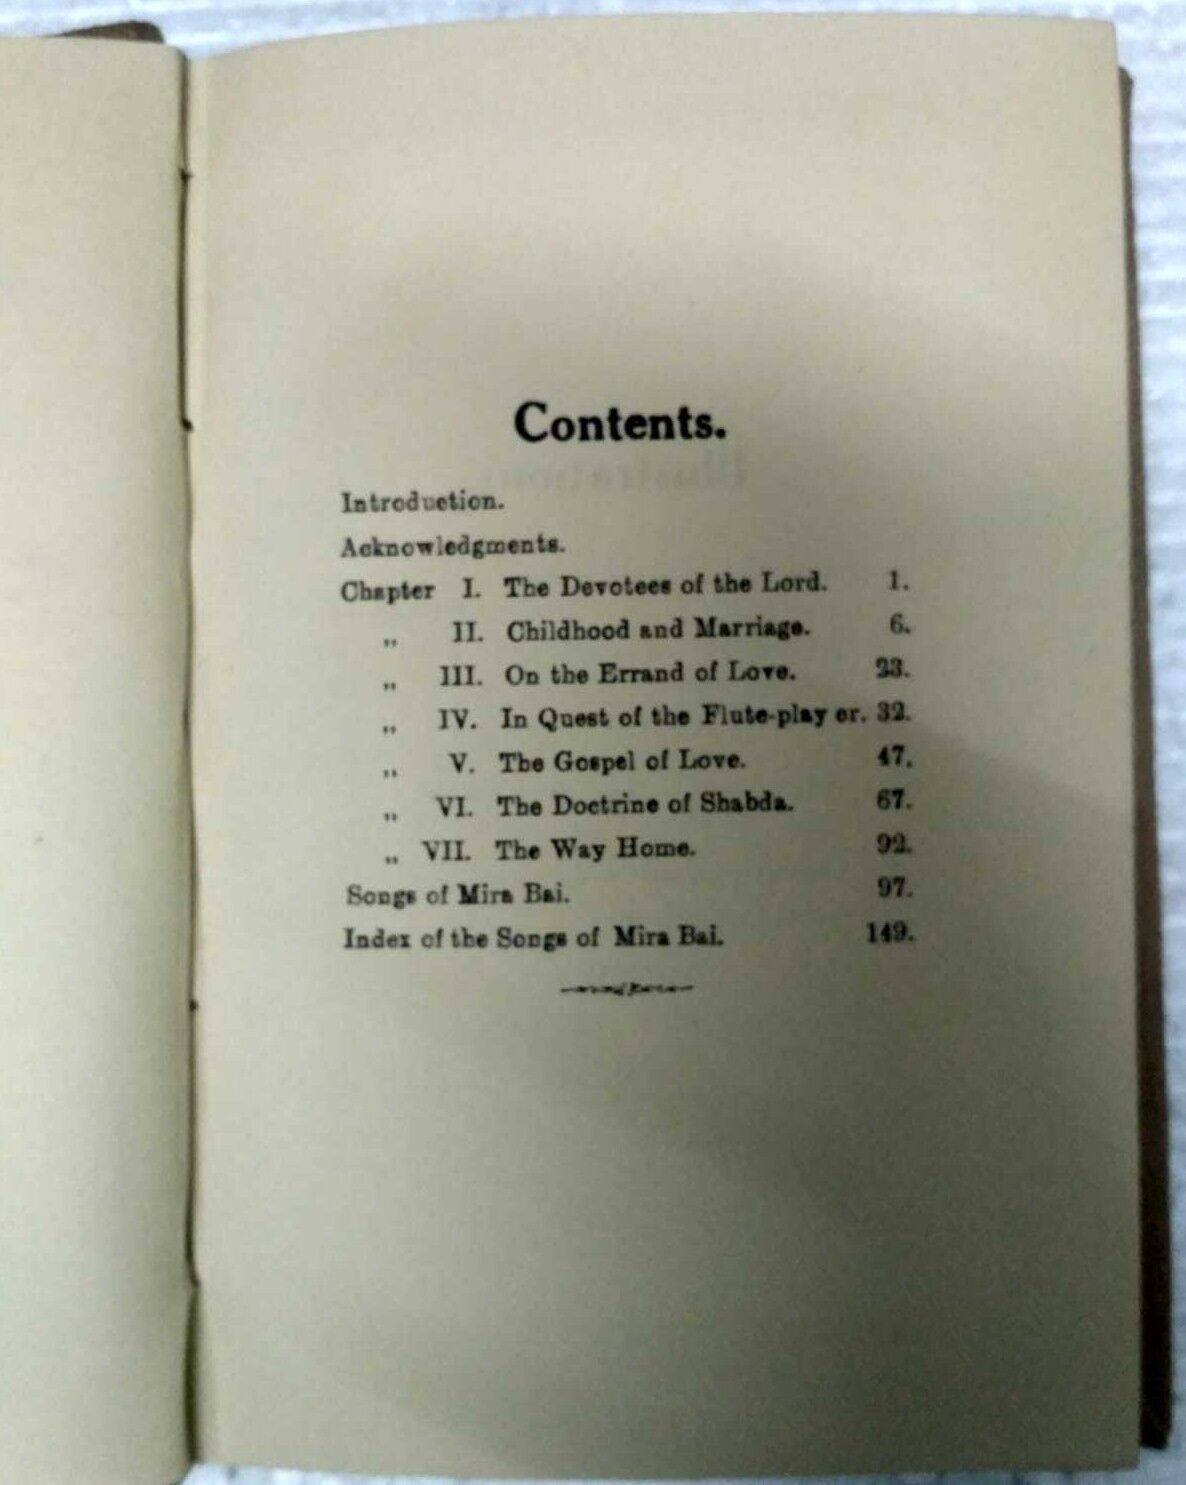 Contents.
Introduction.
Acknowledgments.
Chapter I. The Devotees of the Lord. 1.
„ II. Childhood and Marriage. 6.
„ III. On the Errand of Love. 23.
„ IV. In Quest of the Flute-play er. 32.
„ V. The Gospel of Love. 47.
„ VI. The Doctrine of Shabda. 67.
„ VII. The Way Home. 92.
Songs of Mira Bai. 97.
Index of the Songs of Mira Bai. 149.